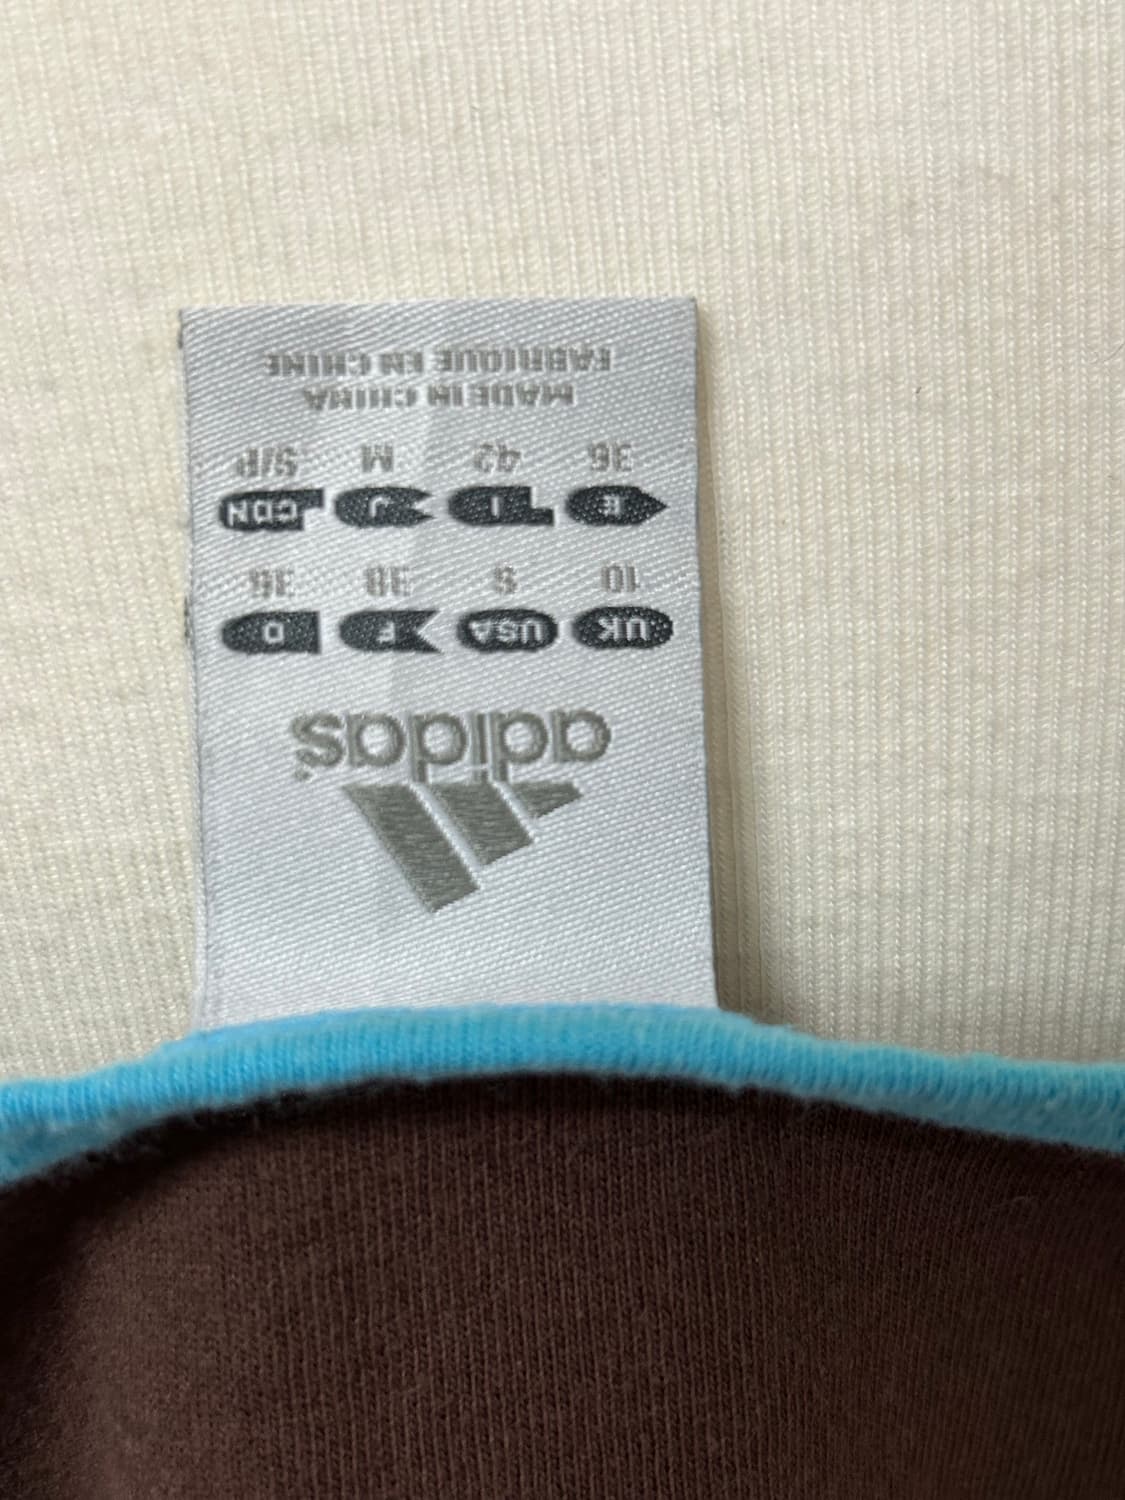 adidas
UK USA F D
10 S 38 36
E I J CDN
36 42 M S/P
MADE IN CHINA
FABRIQUE EN CHINE